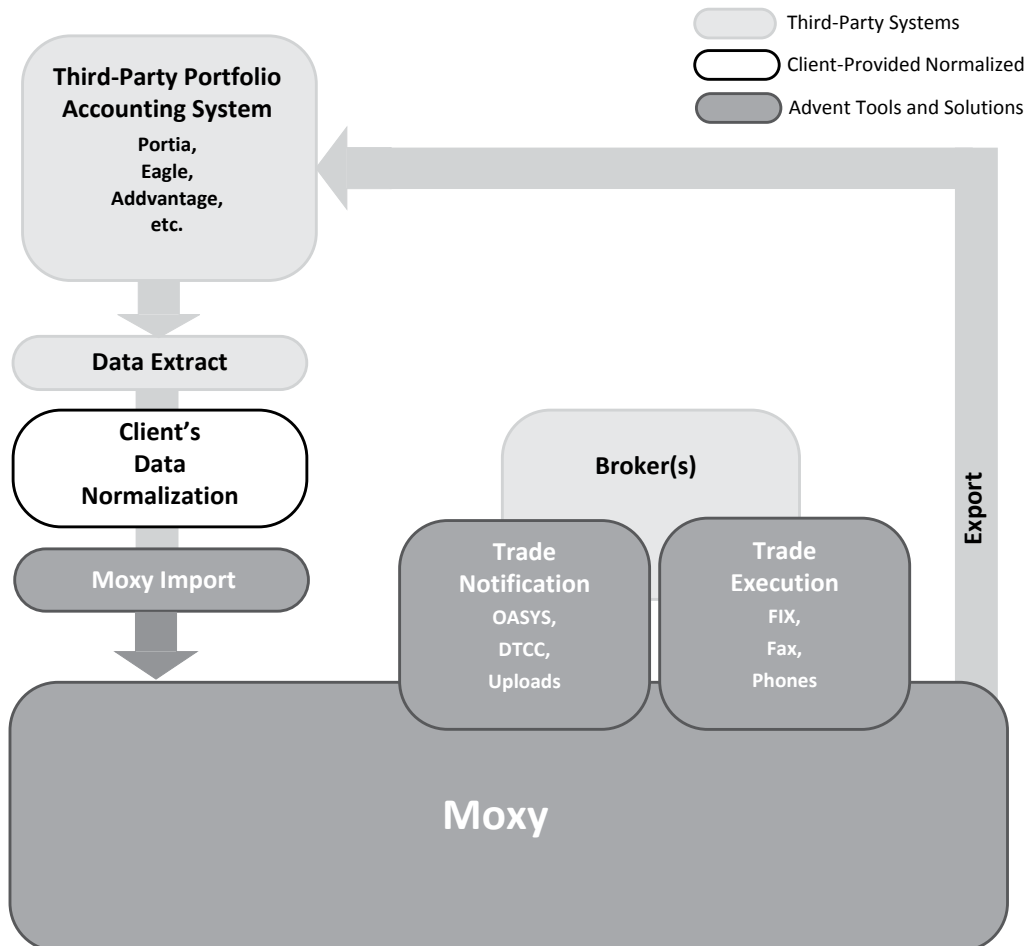 Third-Party Systems
Client-Provided Normalized
Advent Tools and Solutions
Third-Party Portfolio
Accounting System
Portia,
Eagle,
Addvantage,
etc.
Data Extract
Client’s
Data
Normalization
Moxy Import
Broker(s)
Trade
Notification
OASYS,
DTCC,
Uploads
Trade
Execution
FIX,
Fax,
Phones
Export
Moxy